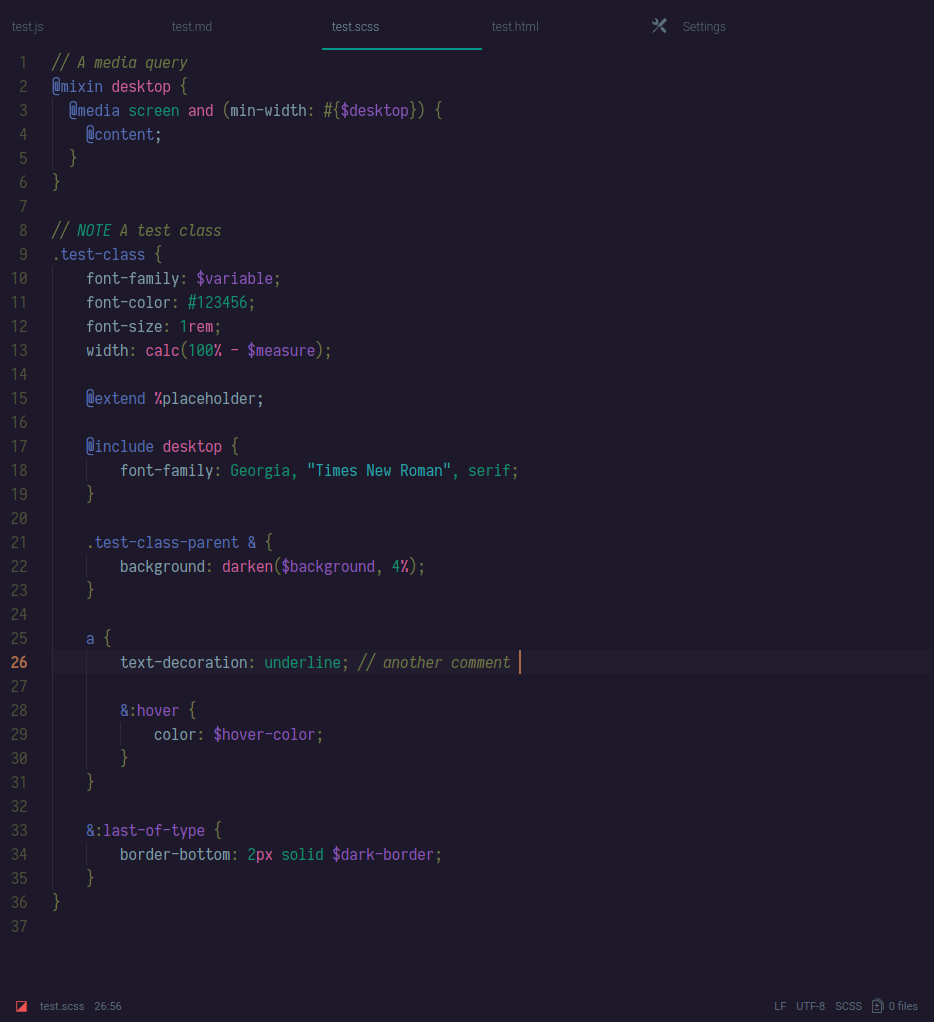 test.js test.md test.scss test.html Settings
1 // A media query
2 @mixin desktop {
3   @media screen and (min-width: #{$desktop}) {
4     @content;
5   }
6 }
7
8 // NOTE A test class
9 .test-class {
10     font-family: $variable;
11     font-color: #123456;
12     font-size: 1rem;
13     width: calc(100% - $measure);
14
15     @extend %placeholder;
16
17     @include desktop {
18         font-family: Georgia, "Times New Roman", serif;
19     }
20
21     .test-class-parent & {
22         background: darken($background, 4%);
23     }
24
25     a {
26         text-decoration: underline; // another comment
27
28         &:hover {
29             color: $hover-color;
30         }
31     }
32
33     &:last-of-type {
34         border-bottom: 2px solid $dark-border;
35     }
36 }
37
test.scss 26:56 LF UTF-8 SCSS 0 files